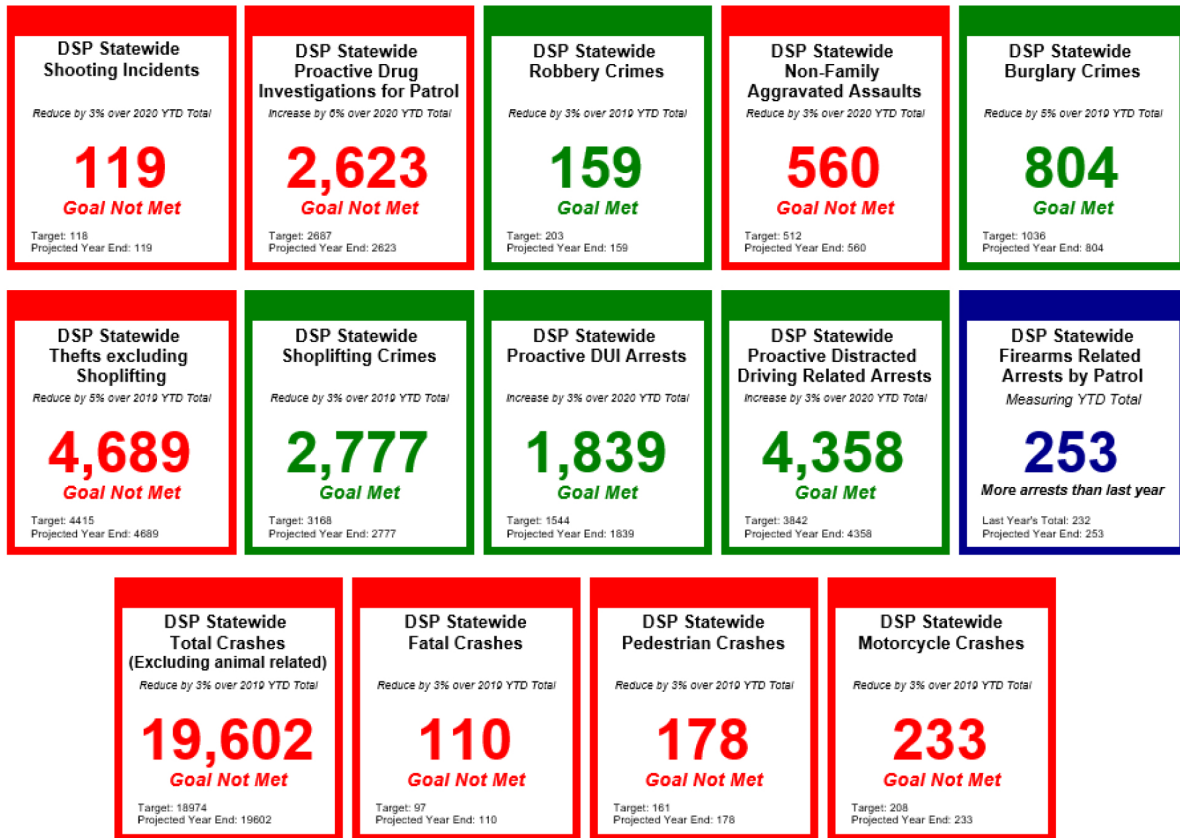 DSP Statewide
Shooting Incidents
Reduce by 3% over 2020 YTD Total
119
Goal Not Met
Target: 118
Projected Year End: 119
DSP Statewide
Proactive Drug
Investigations for Patrol
Increase by 6% over 2020 YTD Total
2,623
Goal Not Met
Target: 2687
Projected Year End: 2623
DSP Statewide
Robbery Crimes
Reduce by 3% over 2019 YTD Total
159
Goal Met
Target: 203
Projected Year End: 159
DSP Statewide
Non-Family
Aggravated Assaults
Reduce by 3% over 2020 YTD Total
560
Goal Not Met
Target: 512
Projected Year End: 560
DSP Statewide
Burglary Crimes
Reduce by 5% over 2019 YTD Total
804
Goal Met
Target: 1036
Projected Year End: 804
DSP Statewide
Thefts excluding
Shoplifting
Reduce by 5% over 2019 YTD Total
4,689
Goal Not Met
Target: 4415
Projected Year End: 4689
DSP Statewide
Shoplifting Crimes
Reduce by 3% over 2019 YTD Total
2,777
Goal Met
Target: 3168
Projected Year End: 2777
DSP Statewide
Proactive DUI Arrests
Increase by 3% over 2020 YTD Total
1,839
Goal Met
Target: 1544
Projected Year End: 1839
DSP Statewide
Proactive Distracted
Driving Related Arrests
Increase by 3% over 2020 YTD Total
4,358
Goal Met
Target: 3842
Projected Year End: 4358
DSP Statewide
Firearms Related
Arrests by Patrol
Measuring YTD Total
253
More arrests than last year
Last Year's Total: 232
Projected Year End: 253
DSP Statewide
Total Crashes
(Excluding animal related)
Reduce by 3% over 2019 YTD Total
19,602
Goal Not Met
Target: 18974
Projected Year End: 19602
DSP Statewide
Fatal Crashes
Reduce by 3% over 2019 YTD Total
110
Goal Not Met
Target: 97
Projected Year End: 110
DSP Statewide
Pedestrian Crashes
Reduce by 3% over 2019 YTD Total
178
Goal Not Met
Target: 161
Projected Year End: 178
DSP Statewide
Motorcycle Crashes
Reduce by 3% over 2019 YTD Total
233
Goal Not Met
Target: 208
Projected Year End: 233